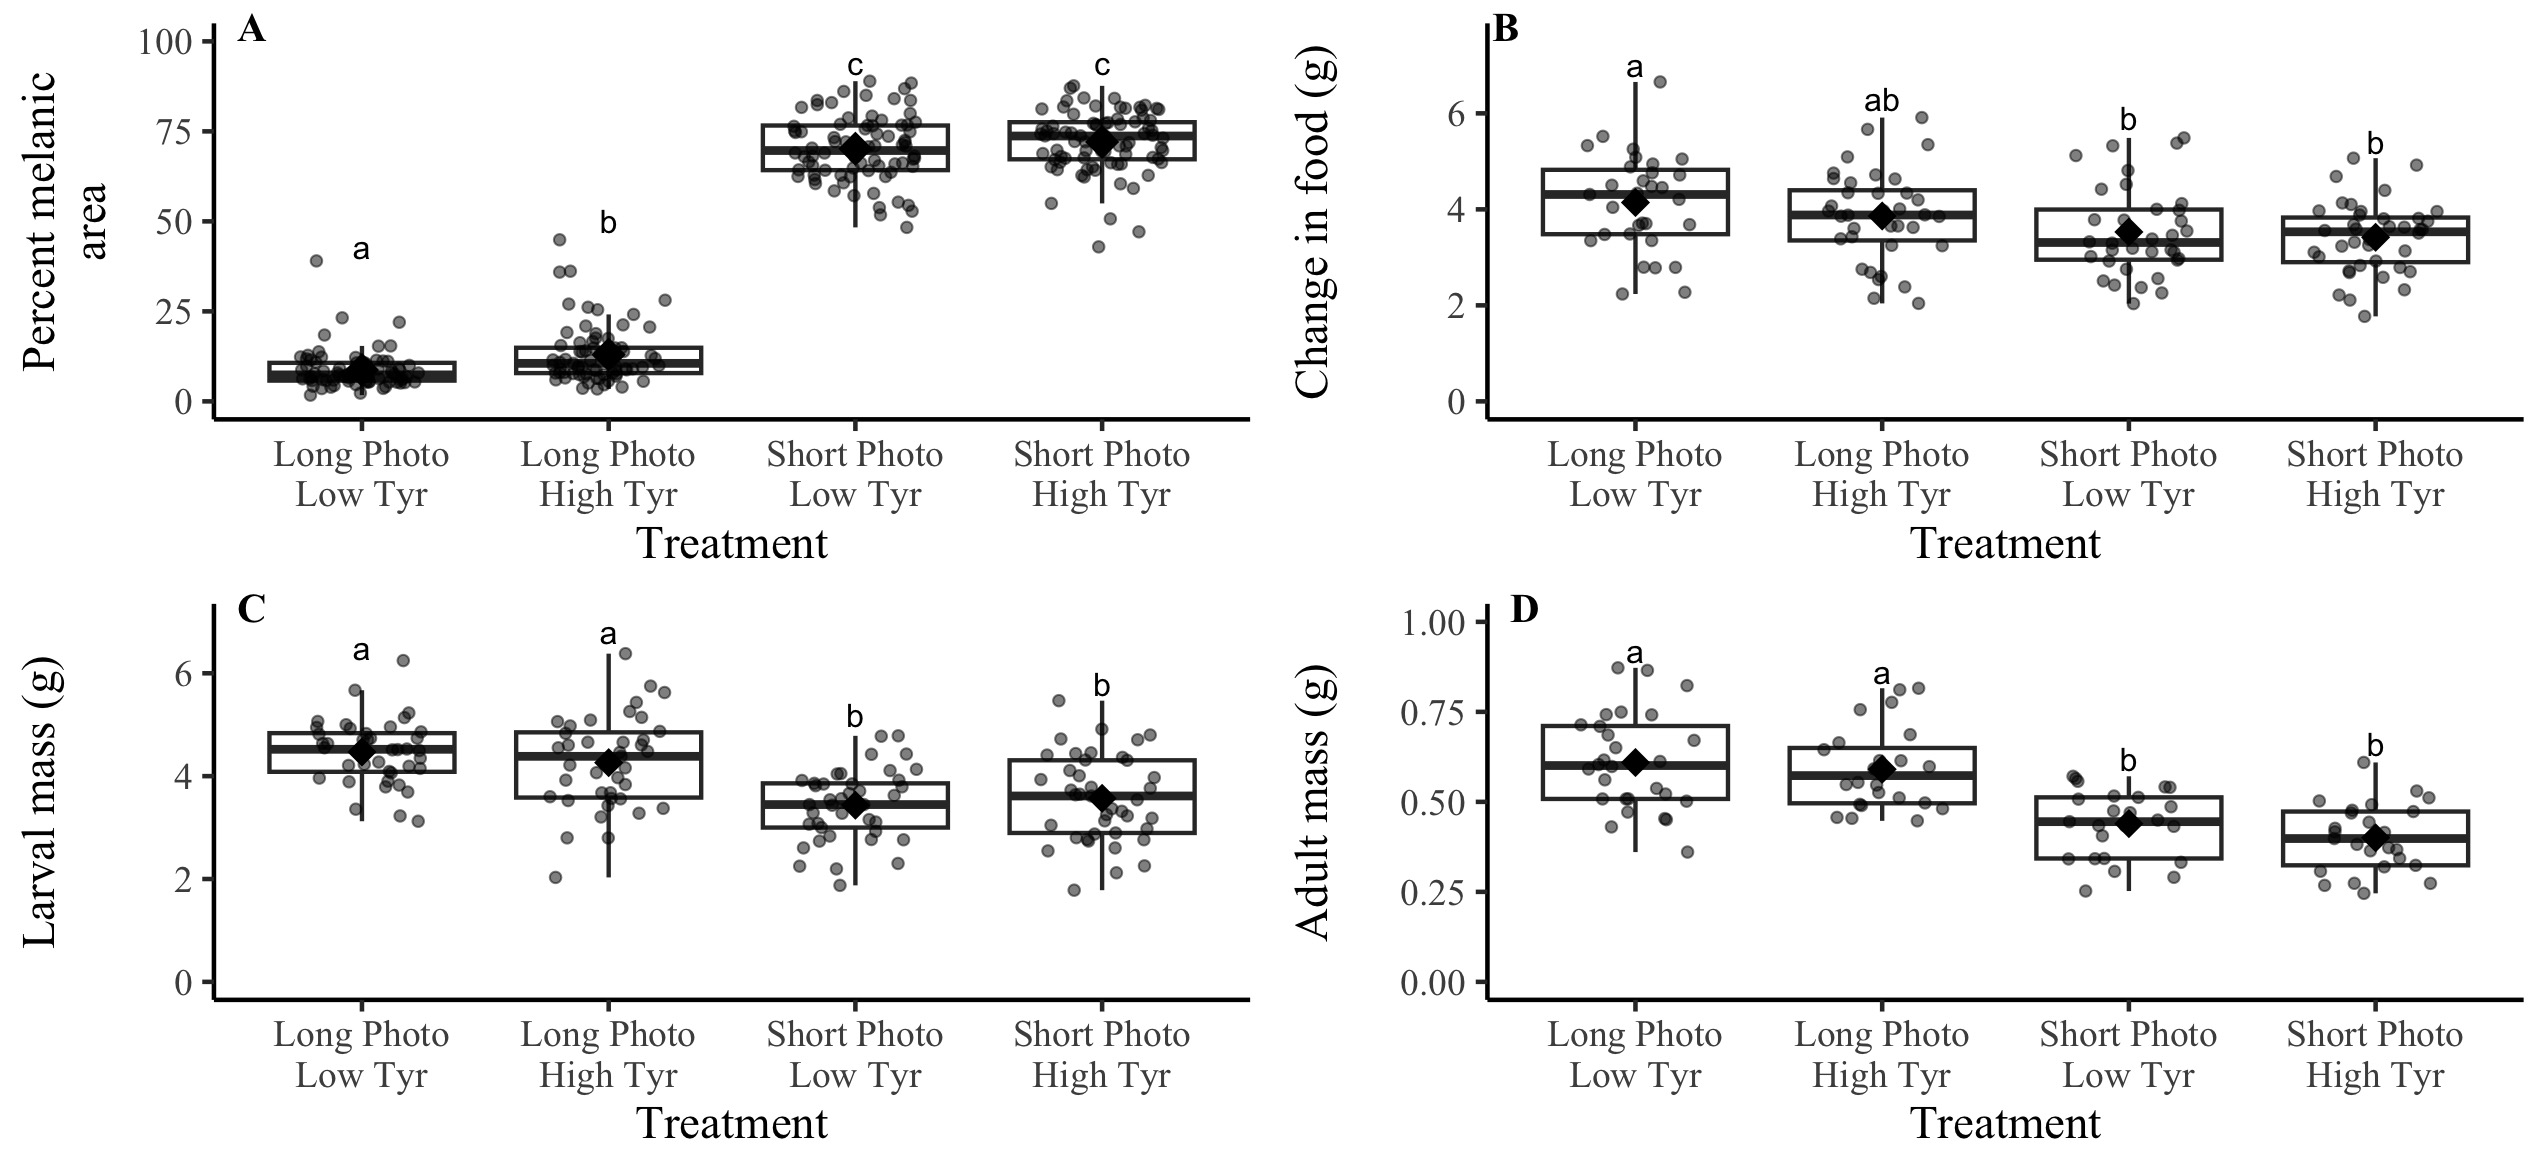 A
Percent melanic
area
100
75
50
25
0
a
b
c
c
Long Photo
Low Tyr
Long Photo
High Tyr
Short Photo
Low Tyr
Short Photo
High Tyr
Treatment
B
Change in food (g)
6
4
2
0
a
ab
b
b
Long Photo
Low Tyr
Long Photo
High Tyr
Short Photo
Low Tyr
Short Photo
High Tyr
Treatment
C
Larval mass (g)
6
4
2
0
a
a
b
b
Long Photo
Low Tyr
Long Photo
High Tyr
Short Photo
Low Tyr
Short Photo
High Tyr
Treatment
D
Adult mass (g)
1.00
0.75
0.50
0.25
0.00
a
a
b
b
Long Photo
Low Tyr
Long Photo
High Tyr
Short Photo
Low Tyr
Short Photo
High Tyr
Treatment